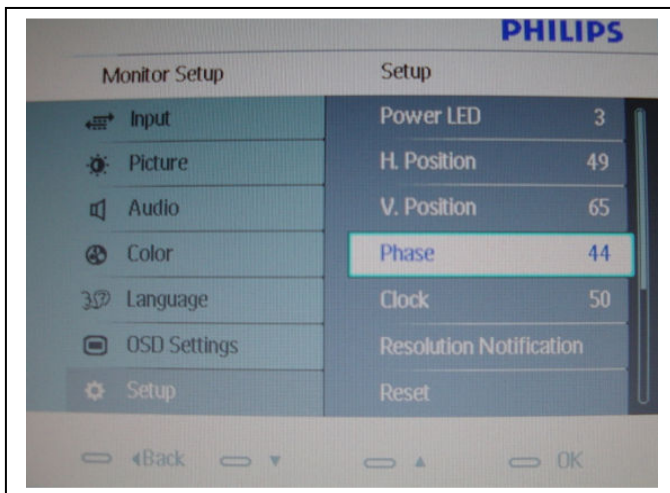 PHILIPS
Monitor Setup
Setup
Input
Picture
Audio
Color
Language
OSD Settings
Setup
Power LED 3
H. Position 49
V. Position 65
Phase 44
Clock 50
Resolution Notification
Reset
Back
OK